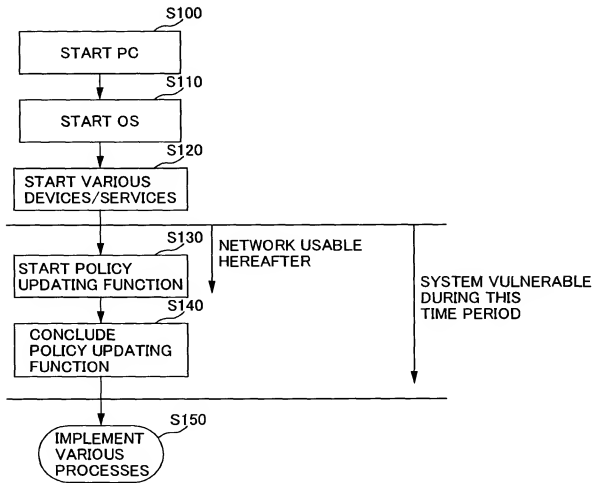 S100
START PC
S110
START OS
S120
START VARIOUS
DEVICES/SERVICES
S130
START POLICY
UPDATING FUNCTION
NETWORK USABLE
HEREAFTER
SYSTEM VULNERABLE
DURING THIS
TIME PERIOD
S140
CONCLUDE
POLICY UPDATING
FUNCTION
S150
IMPLEMENT
VARIOUS
PROCESSES